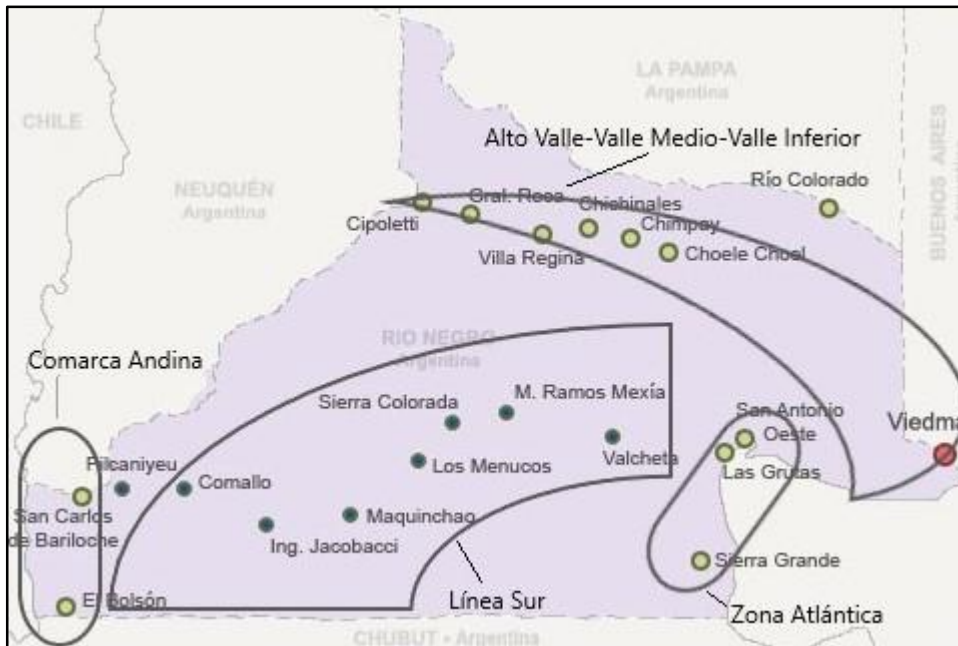 LA PAMPA
Argentina
CHILE
BUENOS AIRES
Alto Valle-Valle Medio-Valle Inferior
NEUQUÉN
Argentina
Río Colorado
Gral. Roca
Chichinales
Cipoletti
Chimpay
Villa Regina
Choele Choel
RIO NEGRO
Argentina
Comarca Andina
M. Ramos Mexía
Sierra Colorada
San Antonio
Oeste
Viedma
Valcheta
Las Grutas
Pilcaniyeu
Comallo
Los Menucos
San Carlos
de Bariloche
Maquinchao
Ing. Jacobacci
Sierra Grande
El Bolsón
Línea Sur
Zona Atlántica
CHUBUT • Argentina